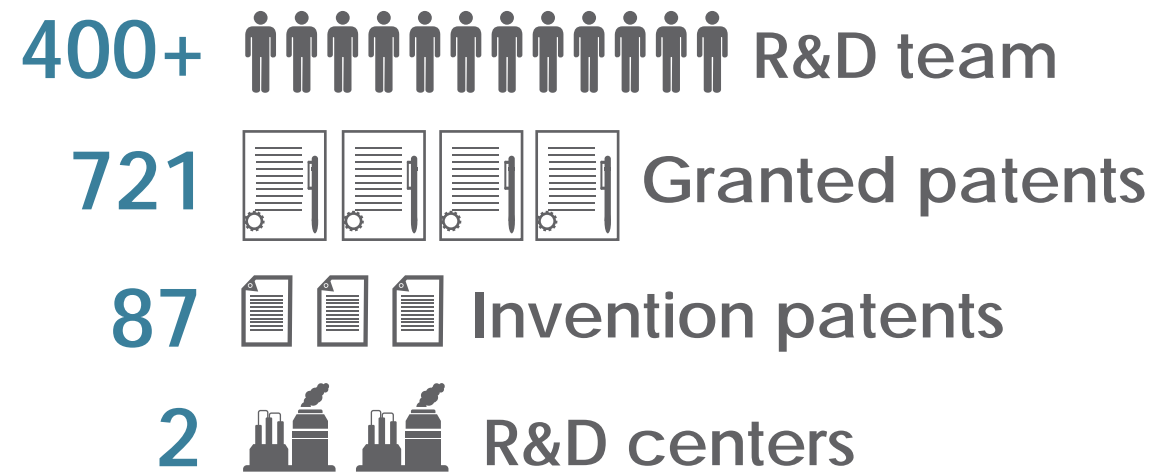 400+ R&D team
721 Granted patents
87 Invention patents
2 R&D centers